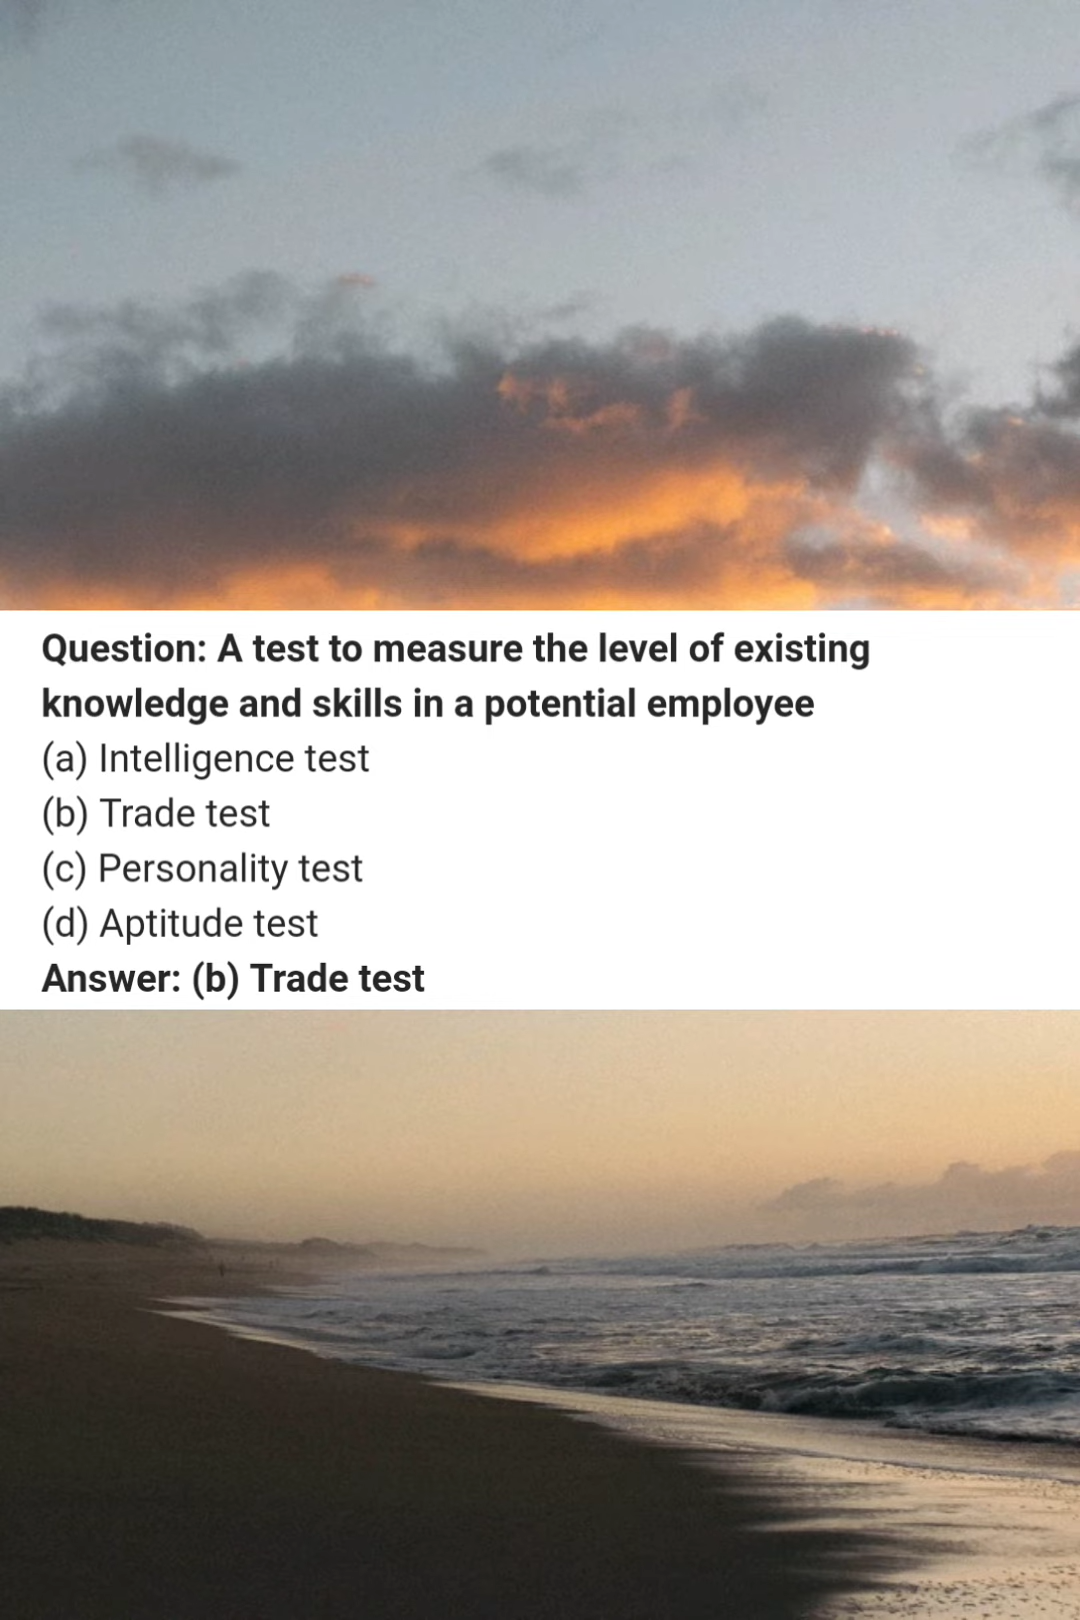 Question: A test to measure the level of existing
knowledge and skills in a potential employee
(a) Intelligence test
(b) Trade test
(c) Personality test
(d) Aptitude test
Answer: (b) Trade test